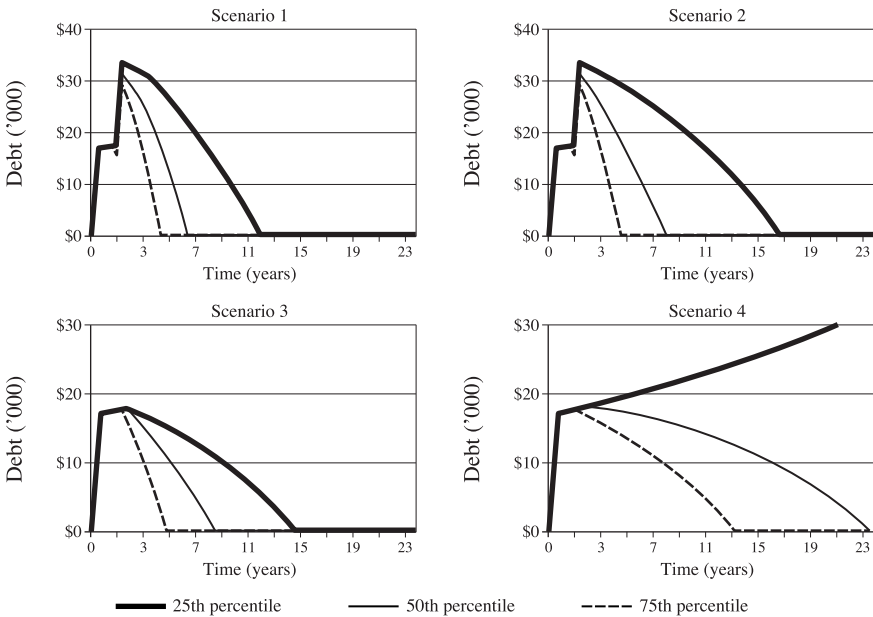 Scenario 1
$40
$30
$20
$10
$0
Debt ('000)
0 3 7 11 15 19 23
Time (years)
Scenario 2
$40
$30
$20
$10
$0
Debt ('000)
0 3 7 11 15 19 23
Time (years)
Scenario 3
$30
$20
$10
$0
Debt ('000)
0 3 7 11 15 19 23
Time (years)
Scenario 4
$30
$20
$10
$0
Debt ('000)
0 3 7 11 15 19 23
Time (years)
25th percentile 50th percentile 75th percentile